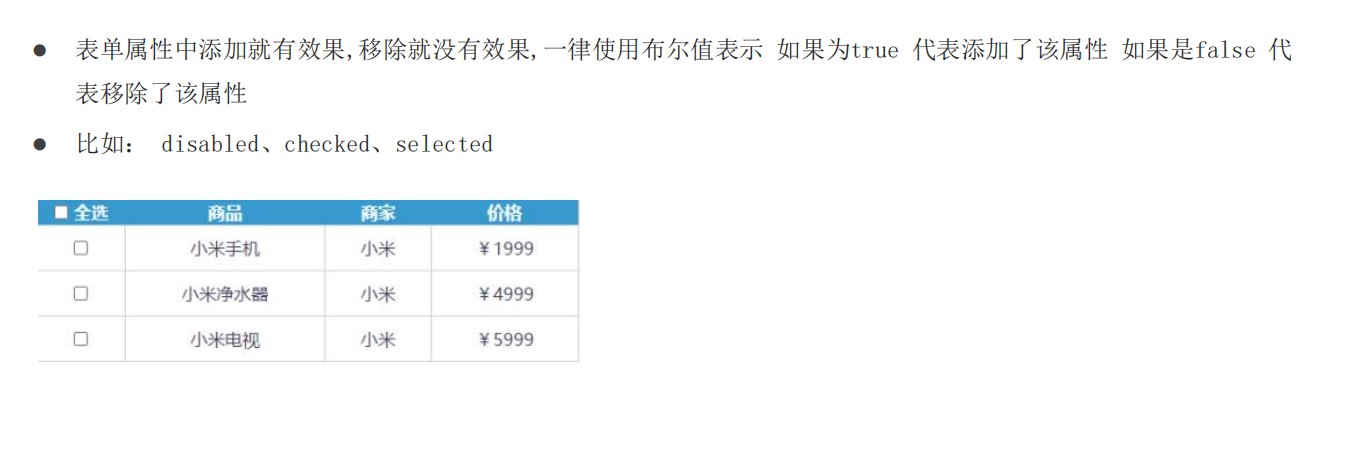 ● 表单属性中添加就有效果,移除就没有效果,一律使用布尔值表示 如果为true 代表添加了该属性 如果是false 代
表移除了该属性
● 比如: disabled、checked、selected
全选 商品 商家 价格
小米手机 小米 ￥1999
小米净水器 小米 ￥4999
小米电视 小米 ￥5999